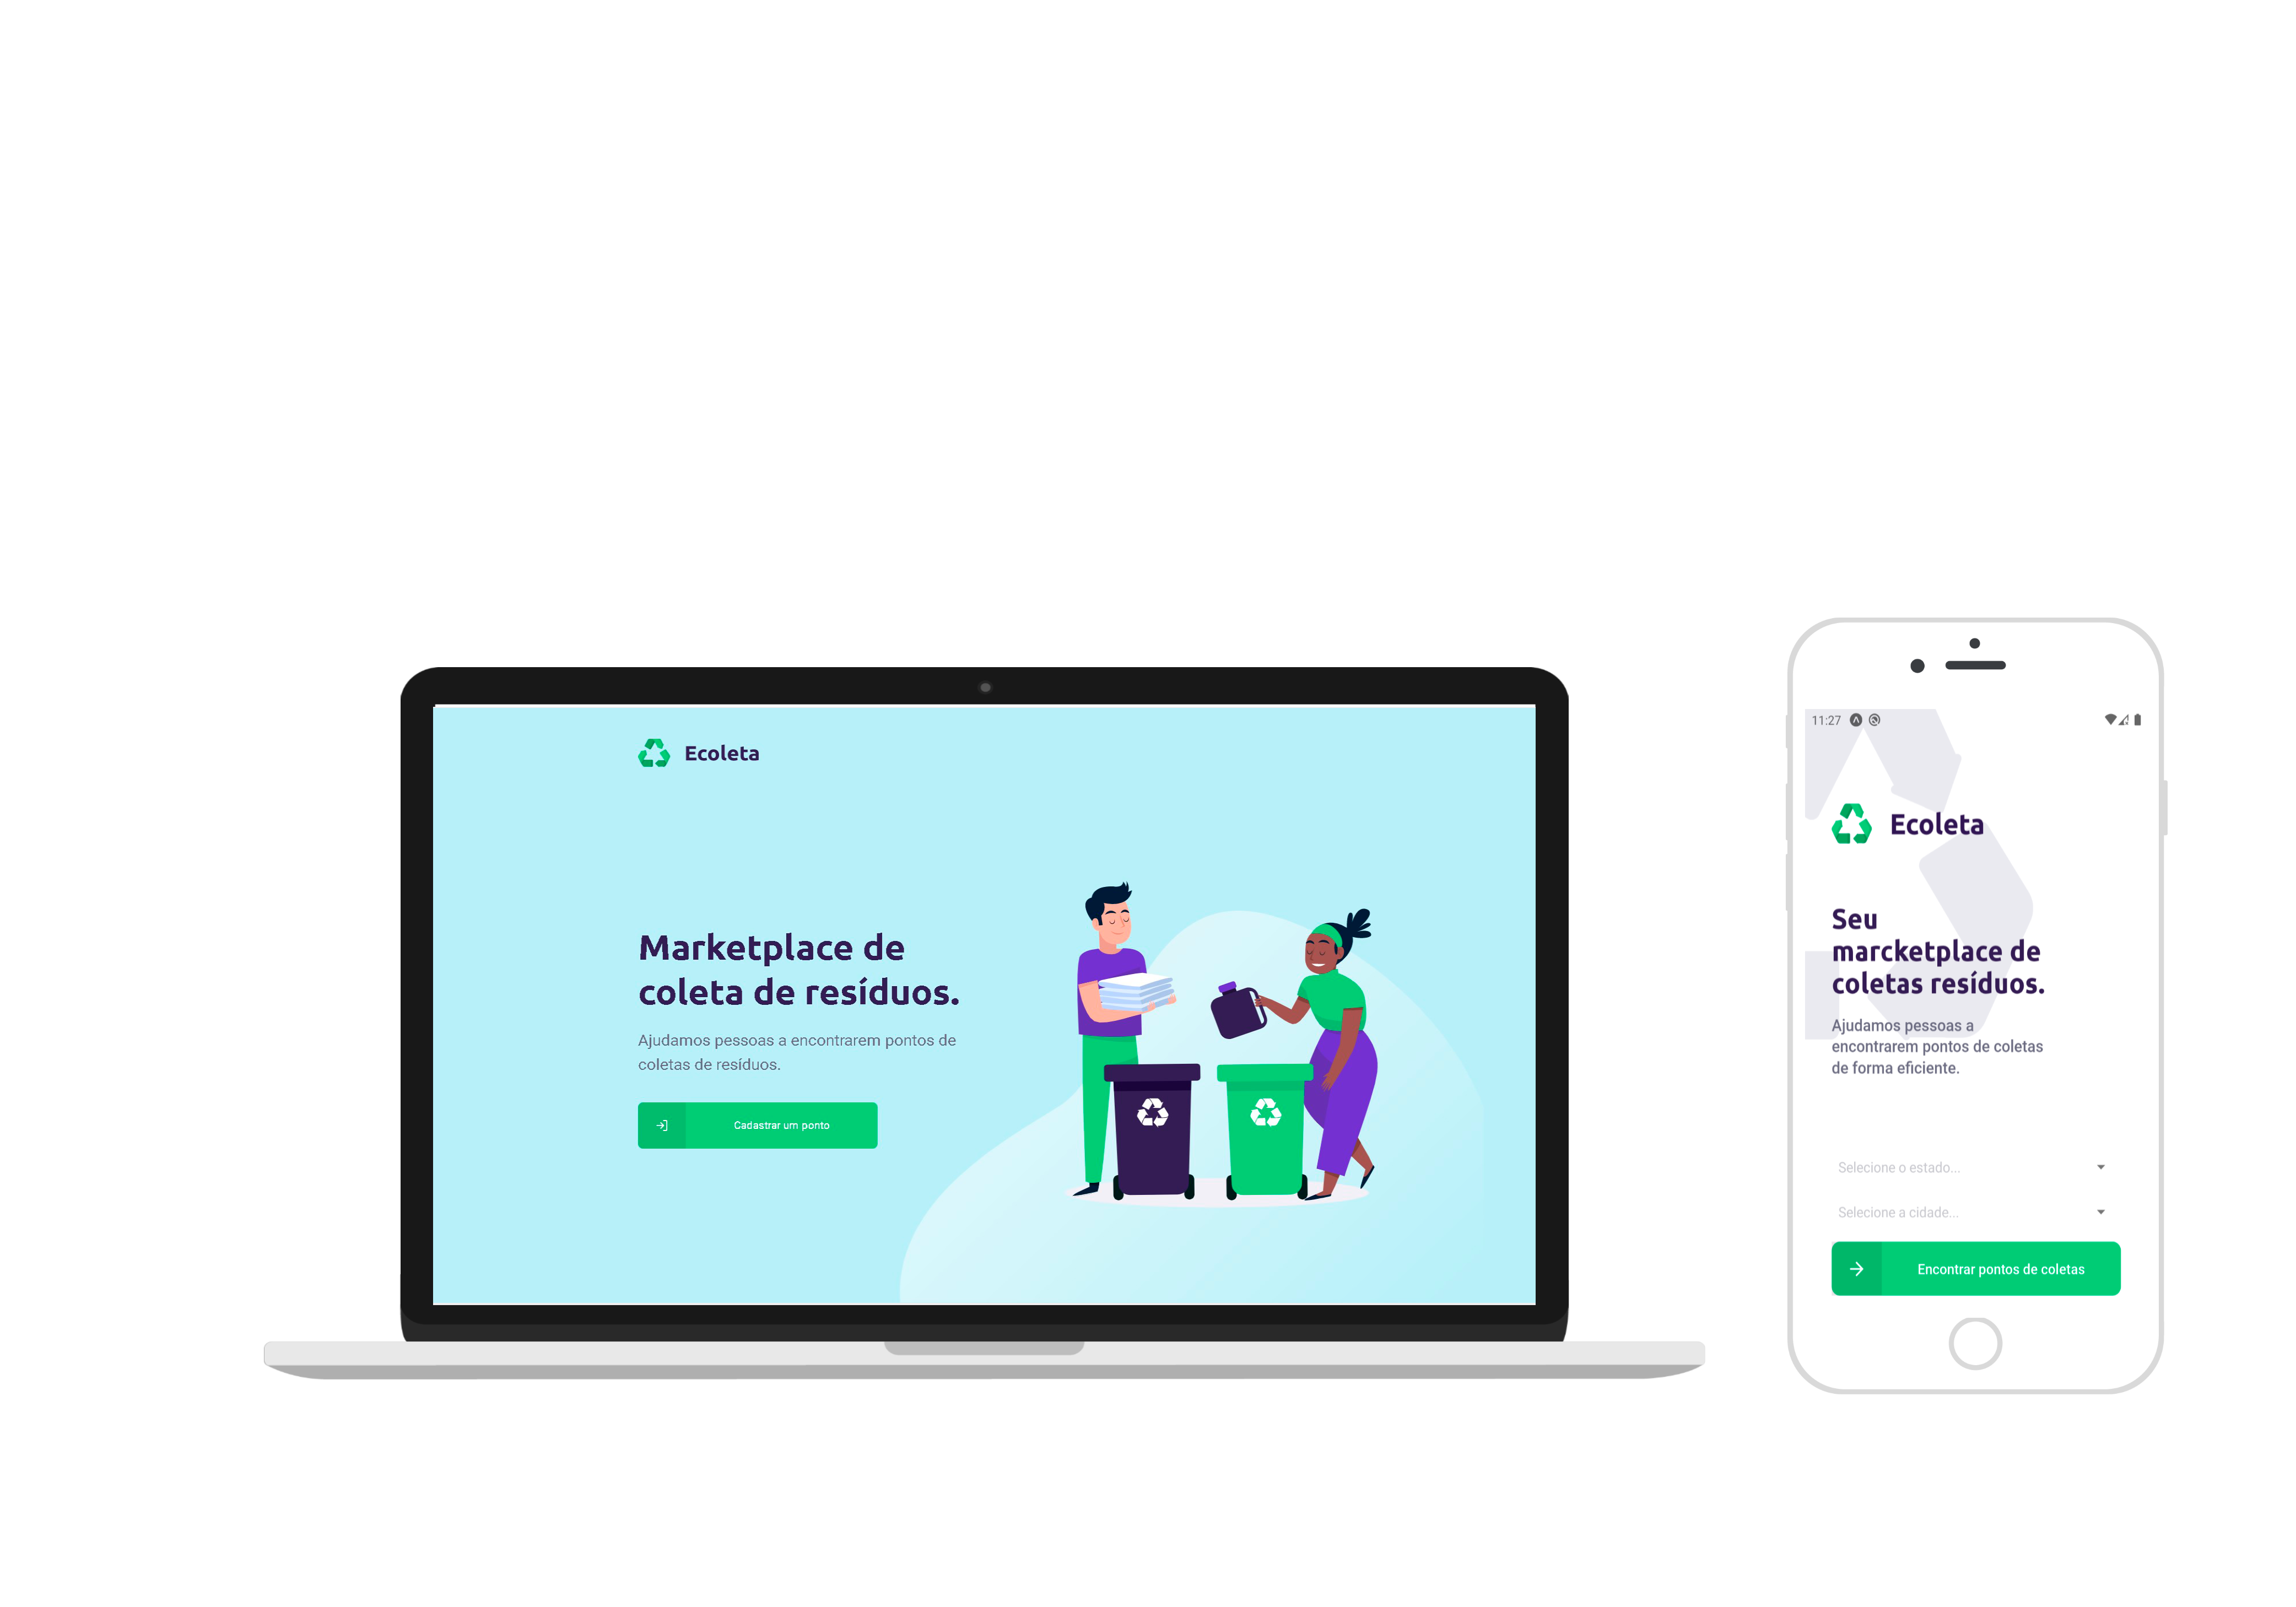 Ecoleta
Marketplace de
coleta de resíduos.
Ajudamos pessoas a encontrarem pontos de
coletas de resíduos.
Cadastrar um ponto
11:27
Ecoleta
Seu
marcketplace de
coletas resíduos.
Ajudamos pessoas a
encontrarem pontos de coletas
de forma eficiente.
Selecione o estado...
Selecione a cidade...
Encontrar pontos de coletas